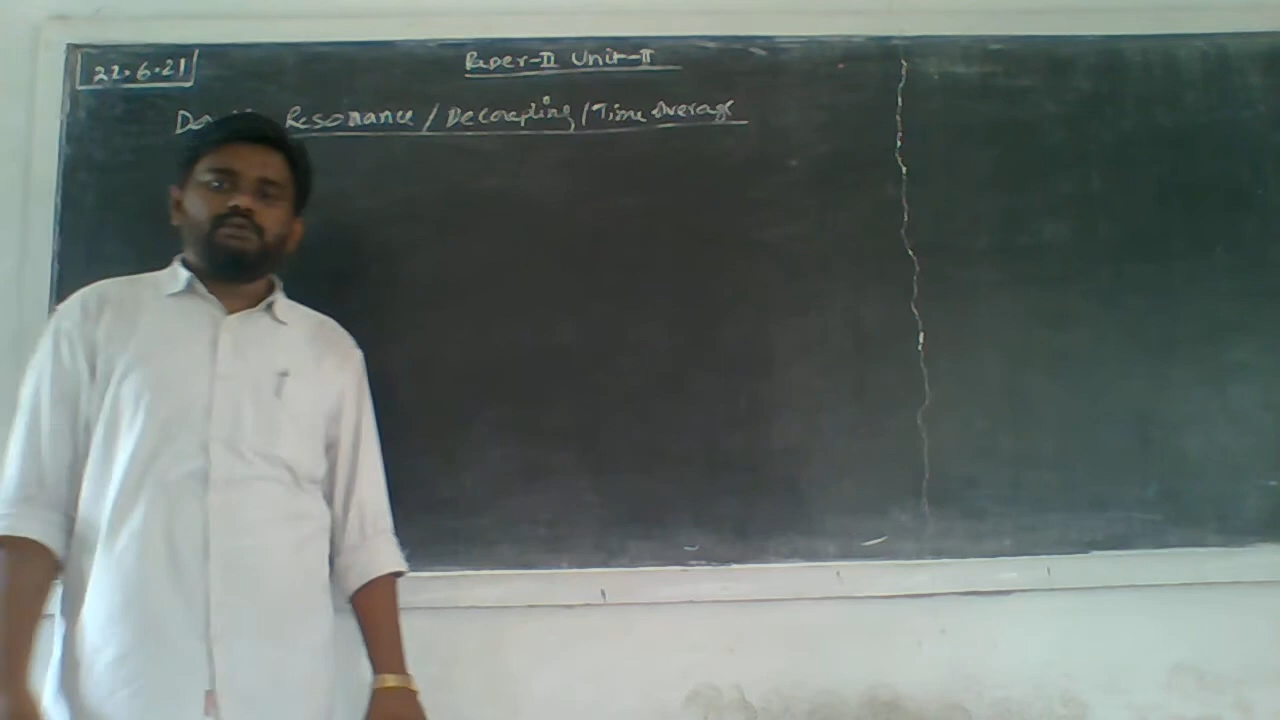 22.6.21
Paper-II Unit-II
Resonance / Decoupling / Time Average